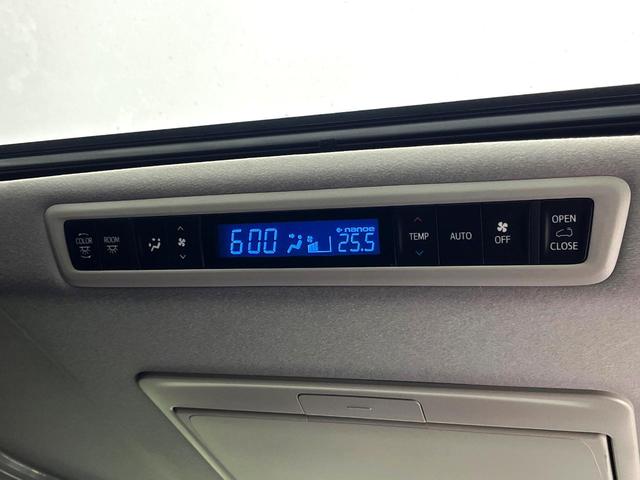 COLOR
ROOM
600
nanoe
25.5
TEMP
AUTO
OFF
OPEN
CLOSE